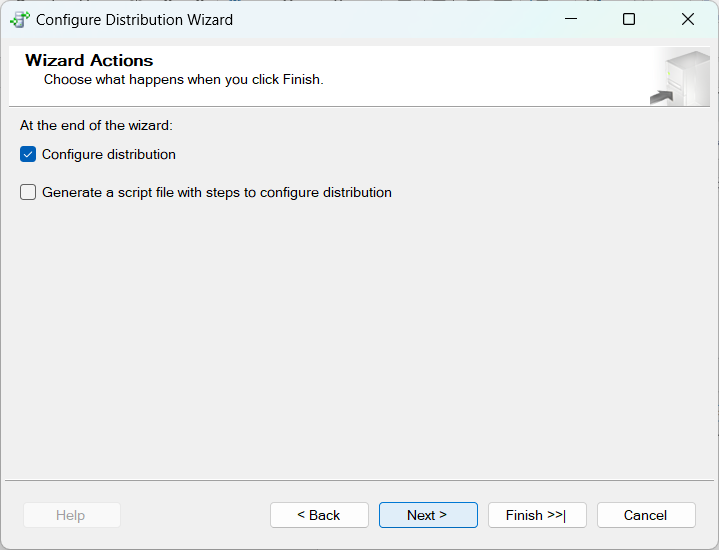 Configure Distribution Wizard
Wizard Actions
Choose what happens when you click Finish.
At the end of the wizard:
Configure distribution
Generate a script file with steps to configure distribution
Help
< Back
Next >
Finish >>|
Cancel